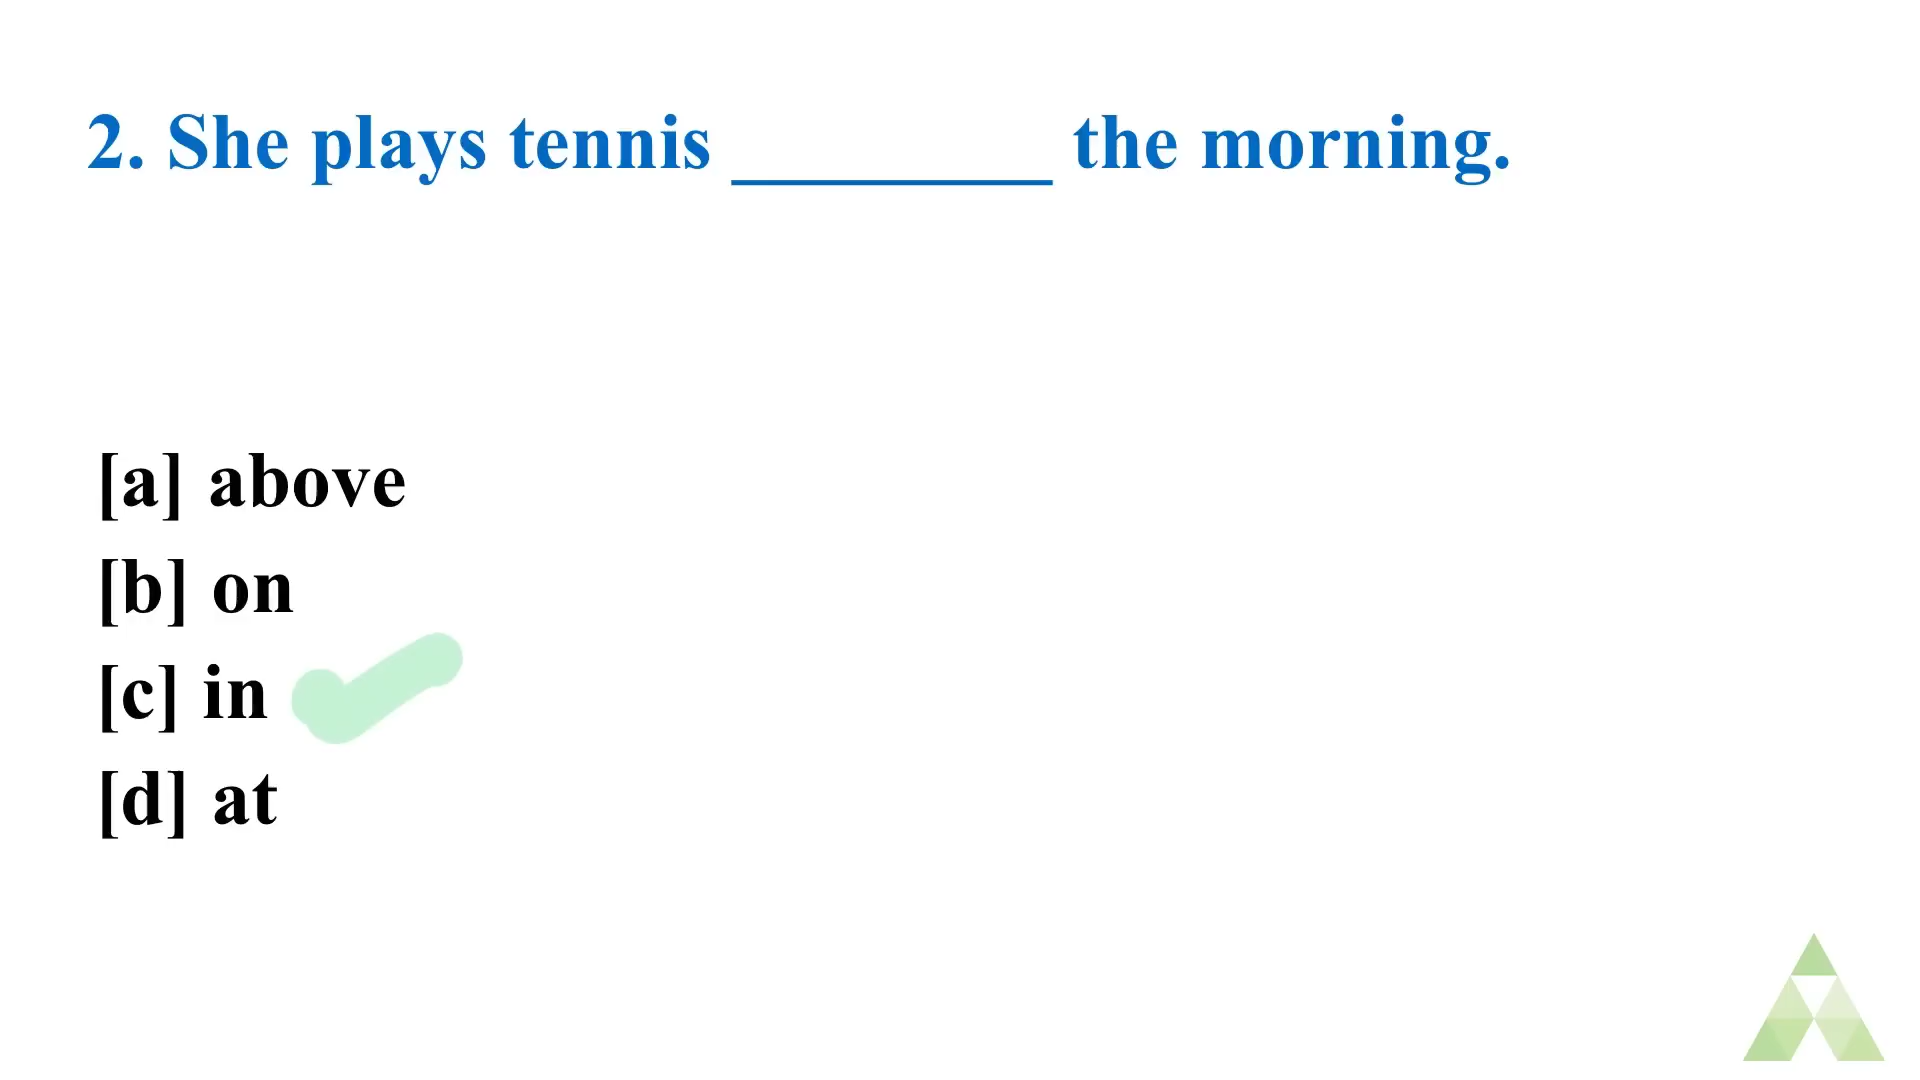 2. She plays tennis ________ the morning.
[a] above
[b] on
[c] in
[d] at